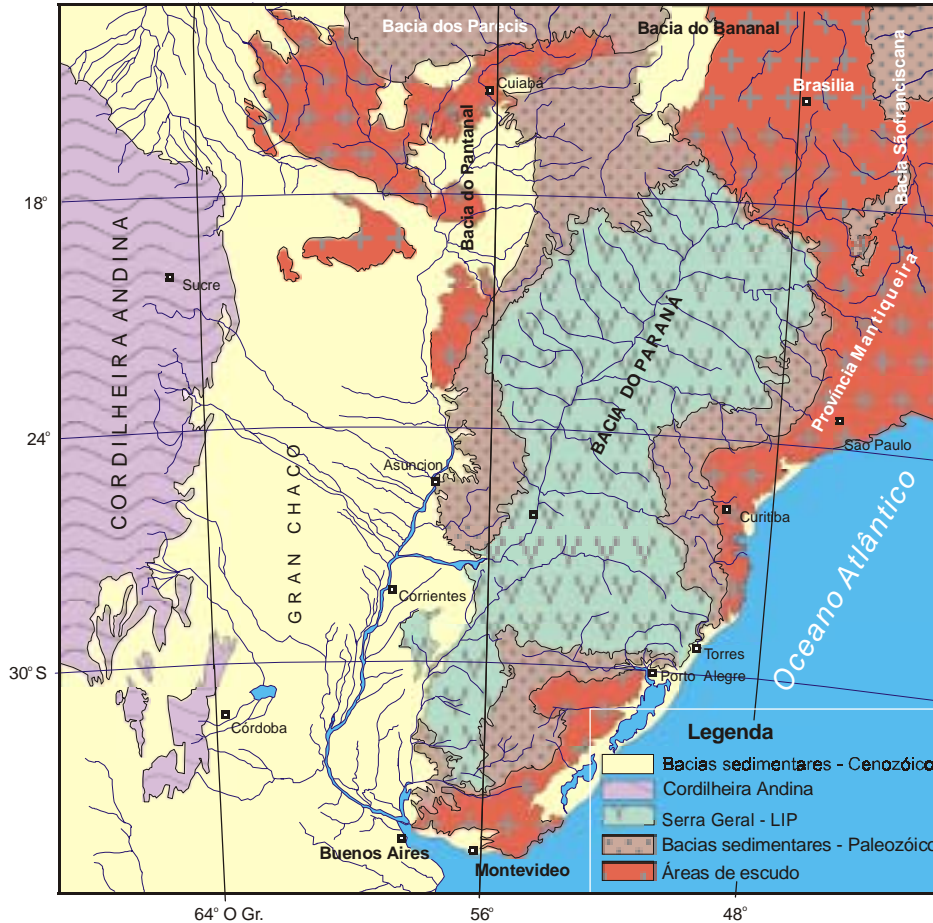 Bacia dos Parecis
Bacia do Bananal
Cuiabá
Brasilia
Bacia Sãofranciscana
Bacia do Pantanal
18°
CORDILHEIRA ANDINA
Sucre
Província Mantiqueira
BACIA DO PARANÁ
24°
São Paulo
Asuncion
GRAN CHACO
Curitiba
Oceano Atlântico
Corrientes
Torres
30°S
Porto Alegre
Córdoba
Legenda
Bacias sedimentares - Cenozóico
Cordilheira Andina
Serra Geral - LIP
Bacias sedimentares - Paleozóico
Áreas de escudo
Buenos Aires
Montevideo
64° O Gr.
56°
48°